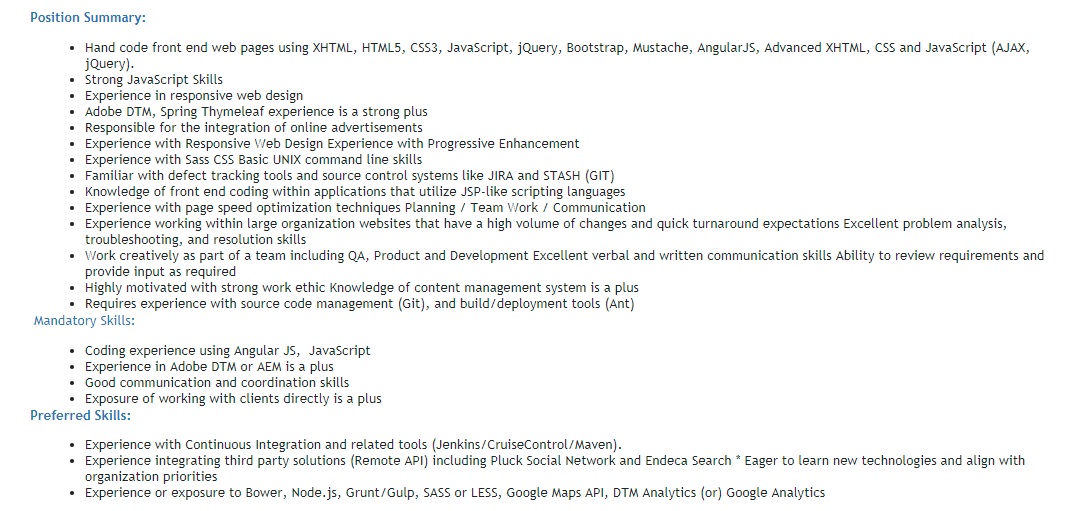 Position Summary:
• Hand code front end web pages using XHTML, HTML5, CSS3, JavaScript, jQuery, Bootstrap, Mustache, AngularJS, Advanced XHTML, CSS and JavaScript (AJAX,
jQuery).
• Strong JavaScript Skills
• Experience in responsive web design
• Adobe DTM, Spring Thymeleaf experience is a strong plus
• Responsible for the integration of online advertisements
• Experience with Responsive Web Design Experience with Progressive Enhancement
• Experience with Sass CSS Basic UNIX command line skills
• Familiar with defect tracking tools and source control systems like JIRA and STASH (GIT)
• Knowledge of front end coding within applications that utilize JSP-like scripting languages
• Experience with page speed optimization techniques Planning / Team Work / Communication
• Experience working within large organization websites that have a high volume of changes and quick turnaround expectations Excellent problem analysis,
troubleshooting, and resolution skills
• Work creatively as part of a team including QA, Product and Development Excellent verbal and written communication skills Ability to review requirements and
provide input as required
• Highly motivated with strong work ethic Knowledge of content management system is a plus
• Requires experience with source code management (Git), and build/deployment tools (Ant)
Mandatory Skills:
• Coding experience using Angular JS, JavaScript
• Experience in Adobe DTM or AEM is a plus
• Good communication and coordination skills
• Exposure of working with clients directly is a plus
Preferred Skills:
• Experience with Continuous Integration and related tools (Jenkins/CruiseControl/Maven).
• Experience integrating third party solutions (Remote API) including Pluck Social Network and Endeca Search * Eager to learn new technologies and align with
organization priorities
• Experience or exposure to Bower, Node.js, Grunt/Gulp, SASS or LESS, Google Maps API, DTM Analytics (or) Google Analytics